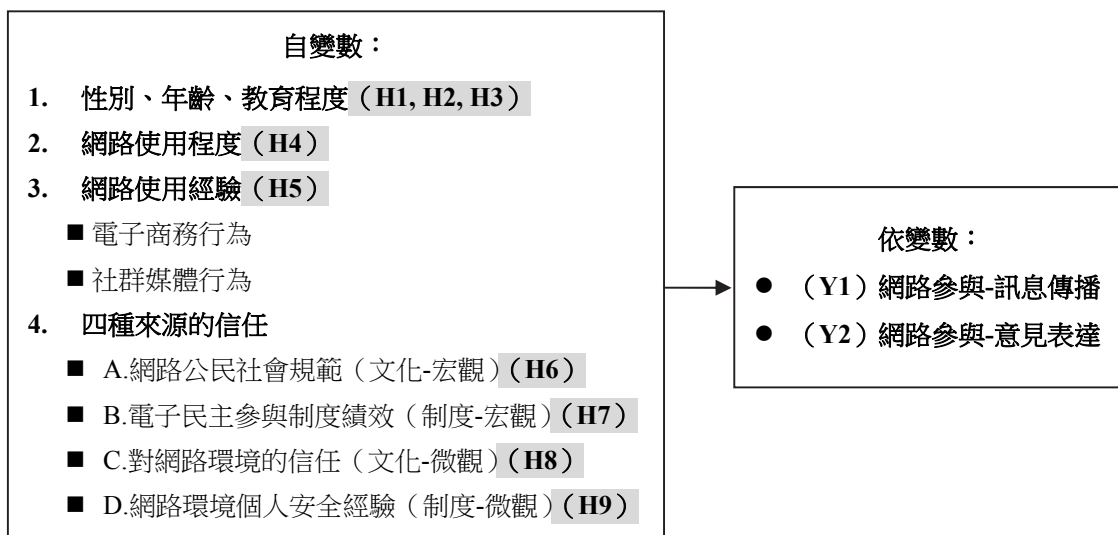 自變數：
1. 性別、年齡、教育程度（H1, H2, H3）
2. 網路使用程度（H4）
3. 網路使用經驗（H5）
■ 電子商務行為
■ 社群媒體行為
4. 四種來源的信任
■ A.網路公民社會規範（文化-宏觀）（H6）
■ B.電子民主參與制度績效（制度-宏觀）（H7）
■ C.對網路環境的信任（文化-微觀）（H8）
■ D.網路環境個人安全經驗（制度-微觀）（H9）
依變數：
● （Y1）網路參與-訊息傳播
● （Y2）網路參與-意見表達